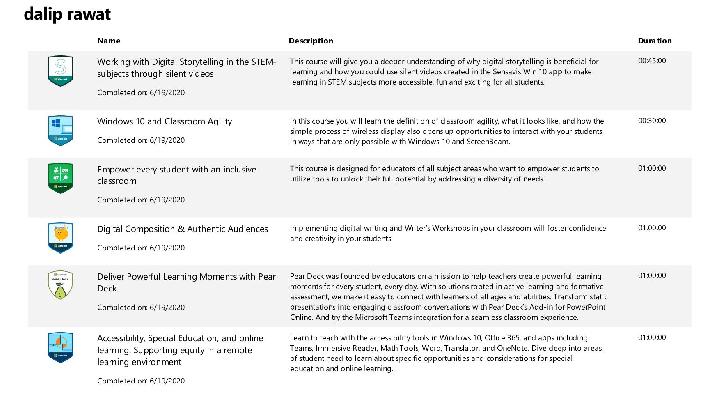 dalip rawat
Name Description Duration
Working with Digital Storytelling in the STEM-
subjects through silent videos
Completed on: 6/19/2020
This course will give you a deeper understanding of why digital storytelling is beneficial for
learning and how you could use silent videos created in the Sensavis Win 10 app to make
learning in STEM subjects more accessible, fun and exciting for all students.
00:45:00
Windows 10 and Classroom Agility
Completed on: 6/19/2020
In this course you will learn the definition of classroom agility, what it looks like, and how the
simple process of wireless display also opens up opportunities to interact with your students
in ways that are only possible with Windows 10 and ScreenBeam.
00:30:00
Empower every student with an inclusive
classroom
Completed on: 6/19/2020
This course is designed for educators of all subject areas who want to empower students to
utilize tools to unlock their full potential by addressing a diversity of needs
01:00:00
Digital Composition & Authentic Audiences
Completed on: 6/19/2020
Implementing digital writing and Writer's Workshops in your classroom will foster confidence
and creativity in your students
01:00:00
Deliver Powerful Learning Moments with Pear
Deck
Completed on: 6/19/2020
Pear Deck was founded by educators on a mission to help teachers create powerful learning
moments for every student, every day. With solutions rooted in active learning and formative
assessment, we make it easy to connect with learners of all ages and abilities. Transform static
presentations into engaging classroom conversations with Pear Deck's Add-in for PowerPoint
Online. And try the Microsoft Teams integration for a seamless classroom experience.
01:00:00
Accessibility, Special Education, and online
learning: Supporting equity in a remote
learning environment
Completed on: 6/19/2020
Learn to teach with the accessibility tools in Windows 10, Office 365, and apps including
Teams, Immersive Reader, Math Tools, Word, Translator, and OneNote. Dive deep into areas
of student need to learn about specific opportunities and considerations for special
education and online learning.
01:00:00